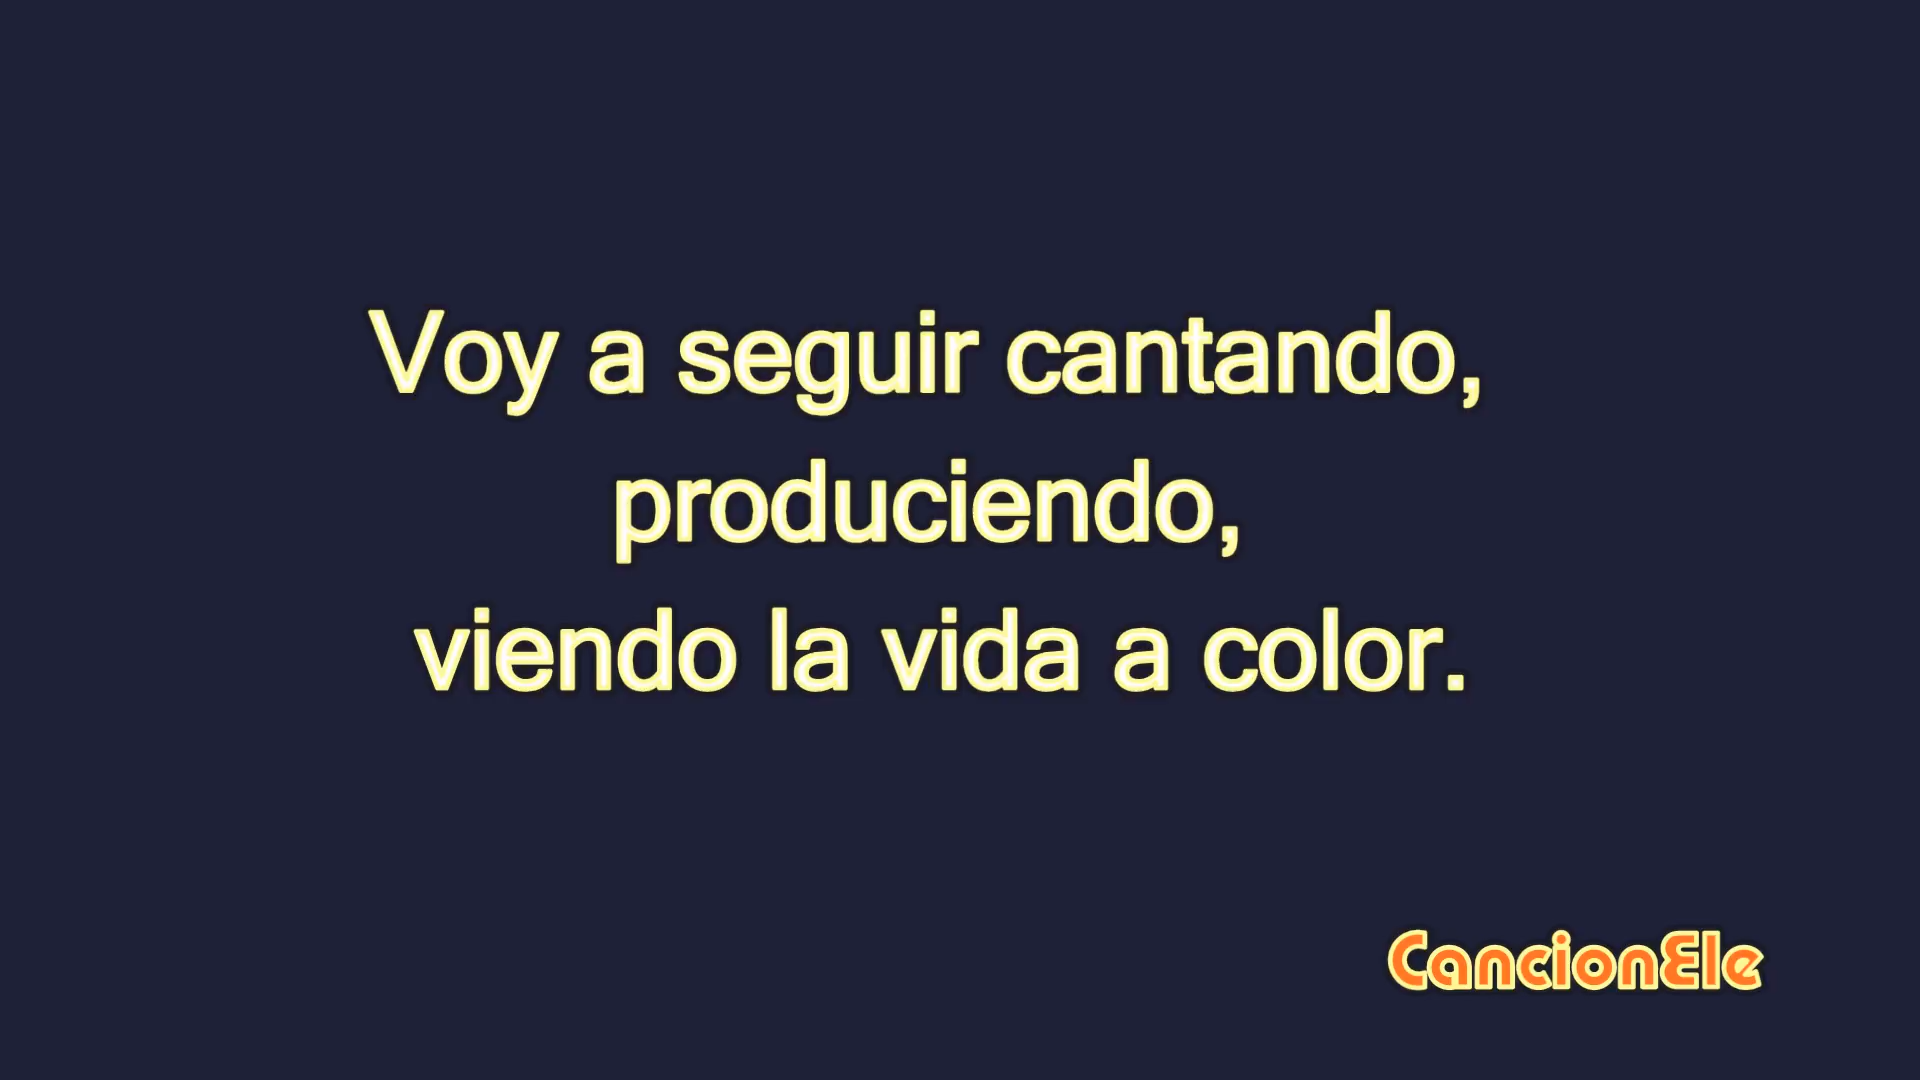 Voy a seguir cantando,
produciendo,
viendo la vida a color.
CancionEle